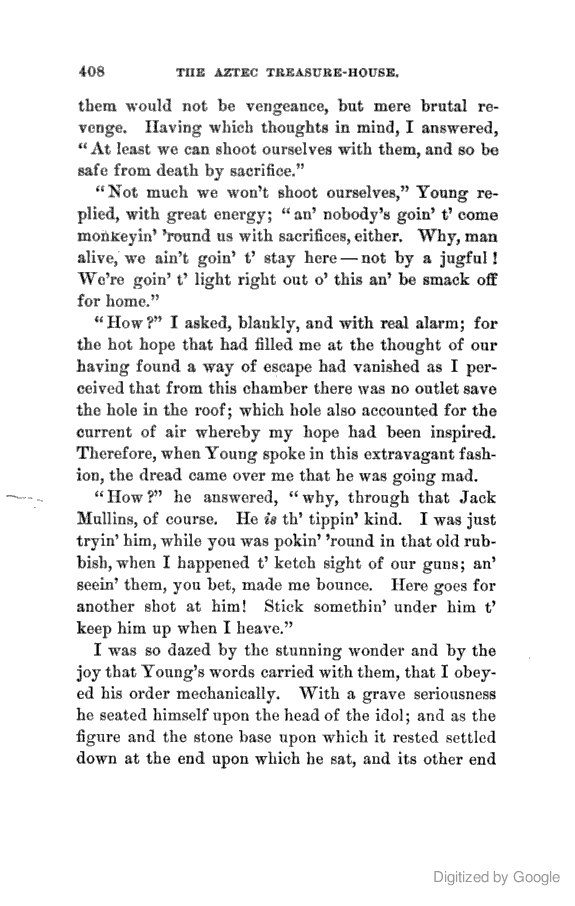 408 THE AZTEC TREASURE-HOUSE.
them would not be vengeance, but mere brutal re-
venge. Having which thoughts in mind, I answered,
“At least we can shoot ourselves with them, and so be
safe from death by sacrifice.”
“Not much we won’t shoot ourselves,” Young re-
plied, with great energy; “an’ nobody’s goin’ t’ come
monkeyin’ ’round us with sacrifices, either. Why, man
alive, we ain’t goin’ t’ stay here—not by a jugful!
We’re goin’ t’ light right out o’ this an’ be smack off
for home.”
“How?” I asked, blankly, and with real alarm; for
the hot hope that had filled me at the thought of our
having found a way of escape had vanished as I per-
ceived that from this chamber there was no outlet save
the hole in the roof; which hole also accounted for the
current of air whereby my hope had been inspired.
Therefore, when Young spoke in this extravagant fash-
ion, the dread came over me that he was going mad.
“How?” he answered, “why, through that Jack
Mullins, of course. He is th’ tippin’ kind. I was just
tryin’ him, while you was pokin’ ’round in that old rub-
bish, when I happened t’ ketch sight of our guns; an’
seein’ them, you bet, made me bounce. Here goes for
another shot at him! Stick somethin’ under him t’
keep him up when I heave.”
I was so dazed by the stunning wonder and by the
joy that Young’s words carried with them, that I obey-
ed his order mechanically. With a grave seriousness
he seated himself upon the head of the idol; and as the
figure and the stone base upon which it rested settled
down at the end upon which he sat, and its other end
Digitized by Google